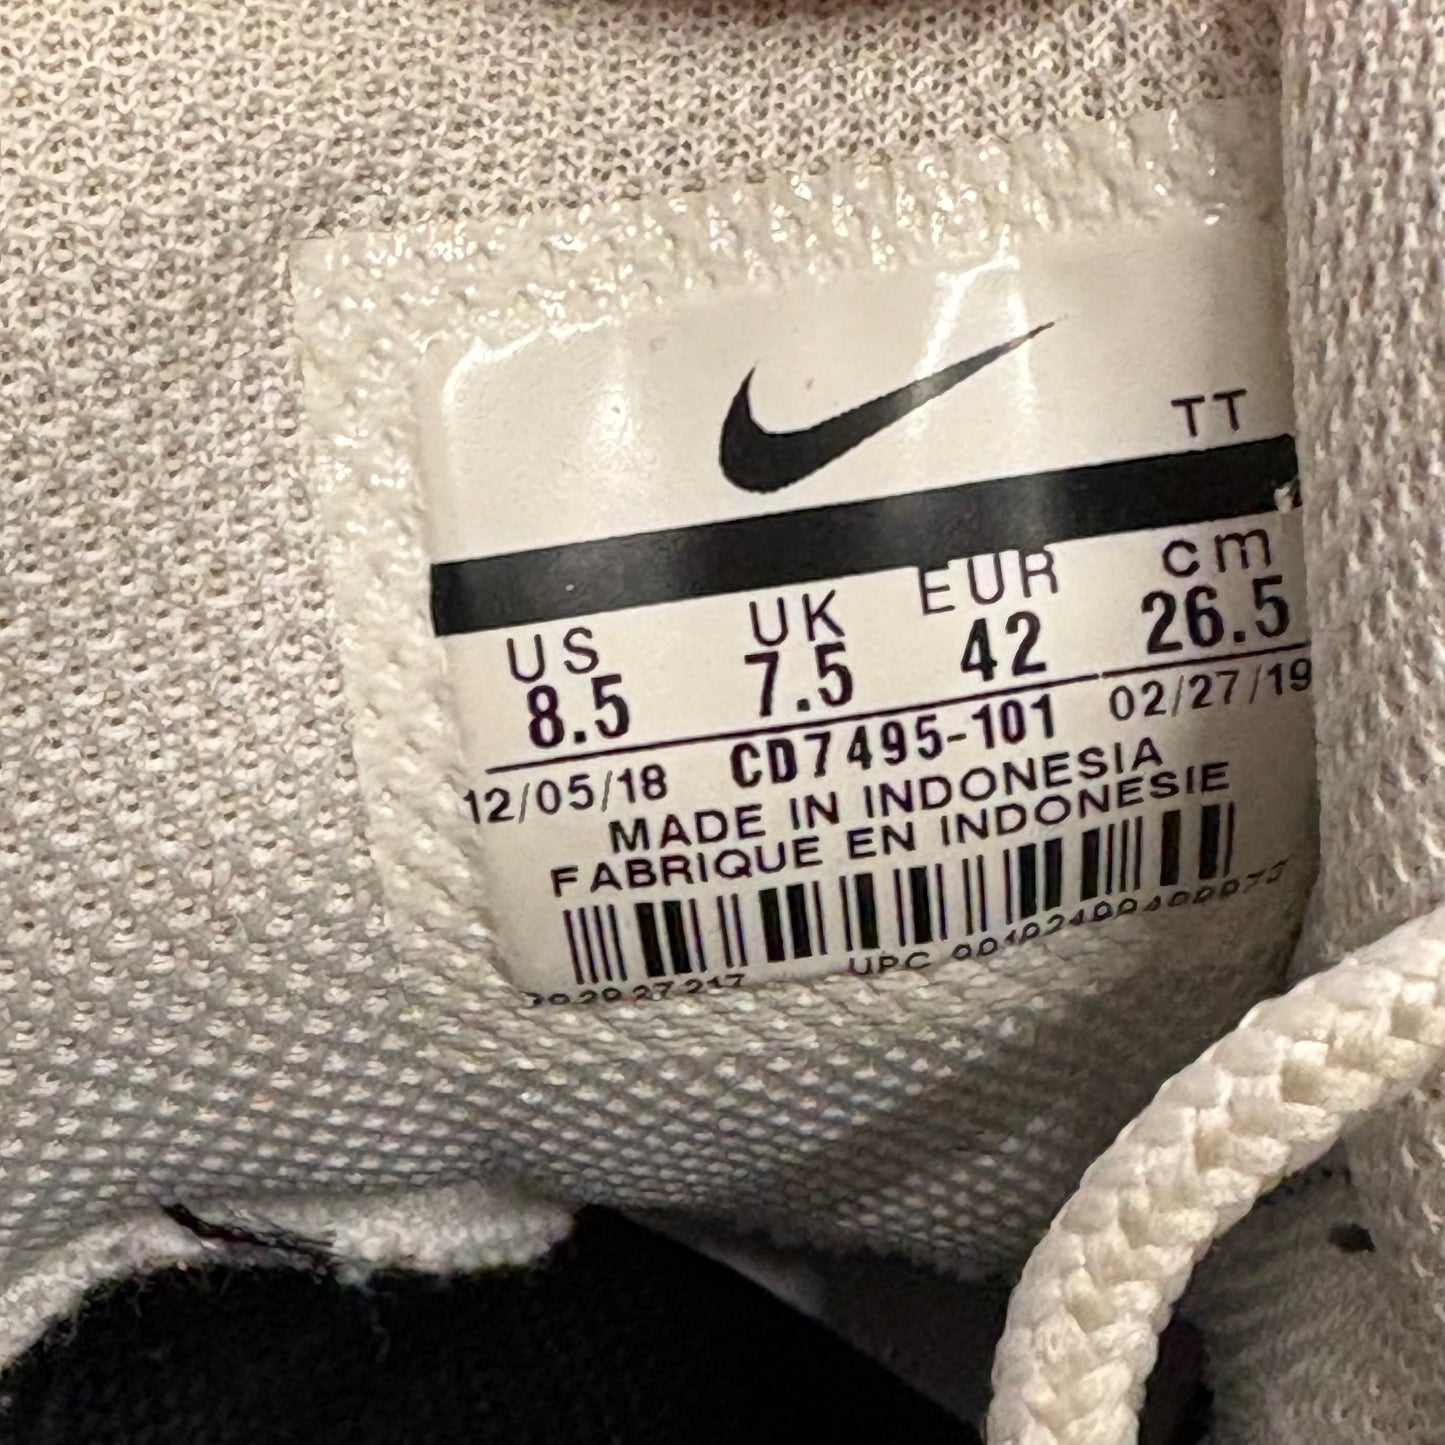 TT
US UK EUR cm
8.5 7.5 42 26.5
12/05/18 CD7495-101 02/27/19
MADE IN INDONESIA
FABRIQUE EN INDONESIE
UPC